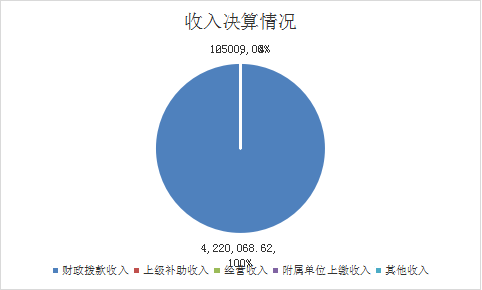 收入决算情况
4,220,068.62,
100%
财政拨款收入 上级补助收入 经营收入 附属单位上缴收入 其他收入